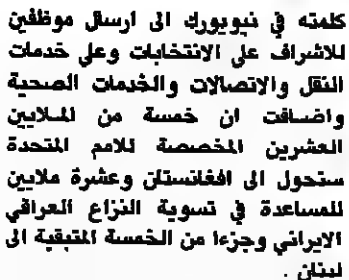 كلمته في نيويورك الى ارسال موظفين
للاشراف على الانتخابات وعلى خدمات
النقل والاتصالات والخدمات الصحية
واضافت ان خمسة من الملايين
العشرين المخصصة للامم المتحدة
ستحول الى افغانستان وعشرة ملايين
للمساعدة في تسوية النزاع العراقي
الايراني وجزءا من الخمسة المتبقية الى
لبنان .